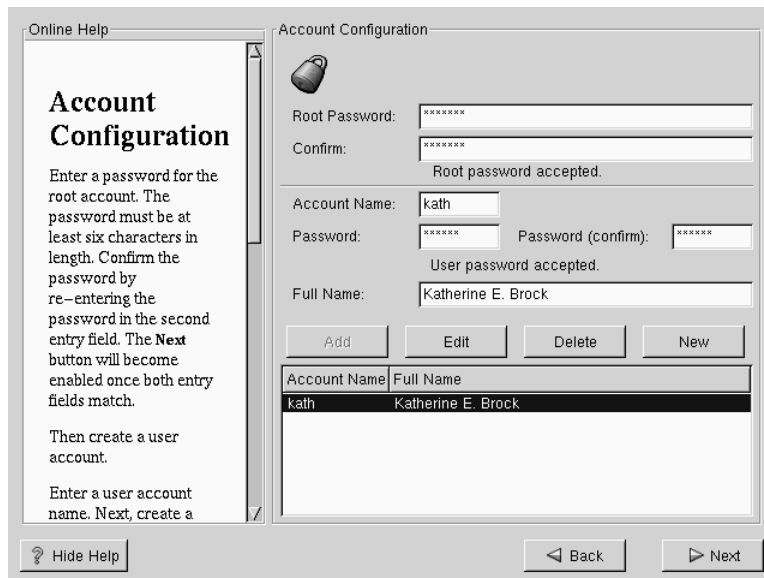 Online Help
Account
Configuration
Enter a password for the
root account. The
password must be at
least six characters in
length. Confirm the
password by
re–entering the
password in the second
entry field. The Next
button will become
enabled once both entry
fields match.
Then create a user
account.
Enter a user account
name. Next, create a
Account Configuration
Root Password: *******
Confirm: *******
Root password accepted.
Account Name: kath
Password: ****** Password (confirm): ******
User password accepted.
Full Name: Katherine E. Brock
Add Edit Delete New
Account Name Full Name
kath Katherine E. Brock
Hide Help Back Next